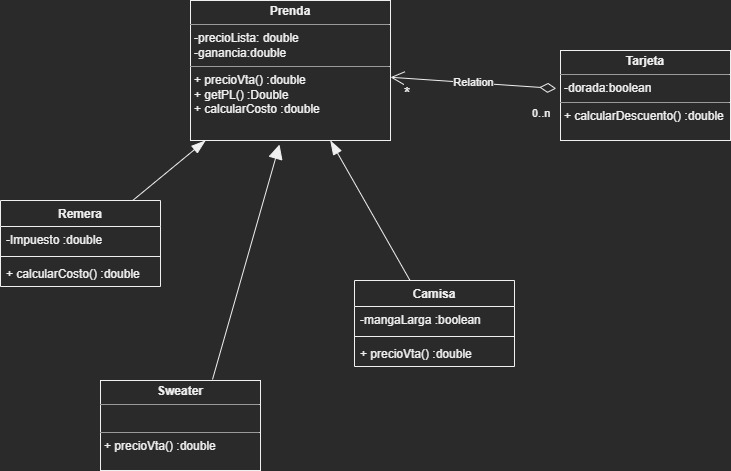 Prenda
-precioLista: double
-ganancia:double
+ precioVta() :double
+ getPL() :Double
+ calcularCosto :double
Tarjeta
-dorada:boolean
+ calcularDescuento() :double
Relation
*
0..n
Remera
-Impuesto :double
+ calcularCosto() :double
Camisa
-mangaLarga :boolean
+ precioVta() :double
Sweater
+ precioVta() :double